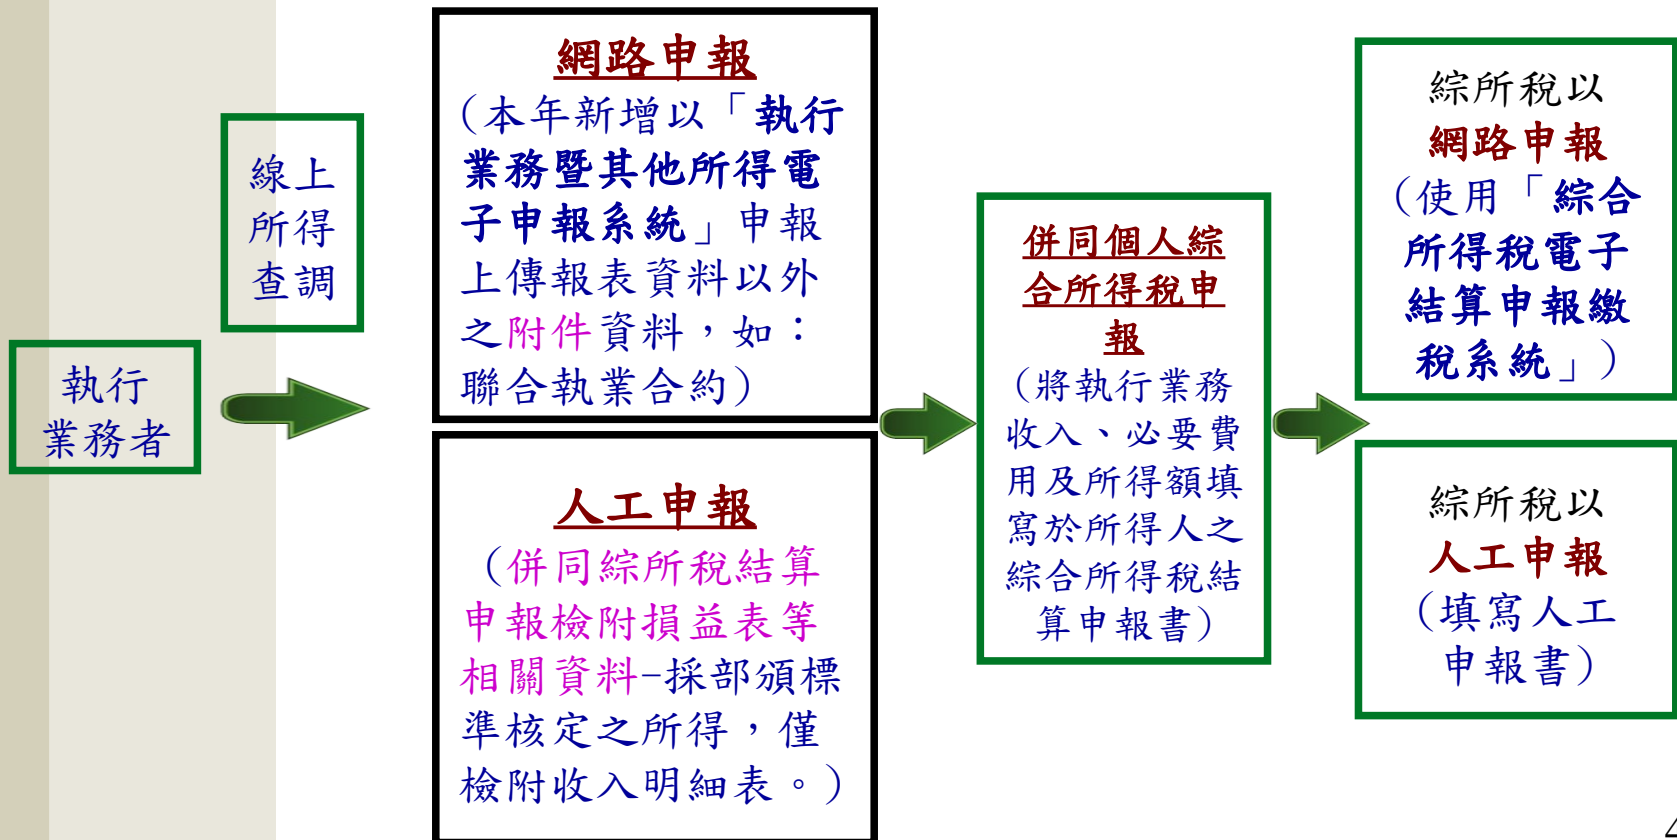 執行
業務者
線上
所得
查調
網路申報
（本年新增以「執行
業務暨其他所得電
子申報系統」申報
上傳報表資料以外
之附件資料，如：
聯合執業合約）
人工申報
（併同綜所稅結算
申報檢附損益表等
相關資料-採部頒標
準核定之所得，僅
檢附收入明細表。）
併同個人綜
合所得稅申
報
（將執行業務
收入、必要費
用及所得額填
寫於所得人之
綜合所得稅結
算申報書）
綜所稅以
網路申報
（使用「綜合
所得稅電子
結算申報繳
稅系統」）
綜所稅以
人工申報
（填寫人工
申報書）